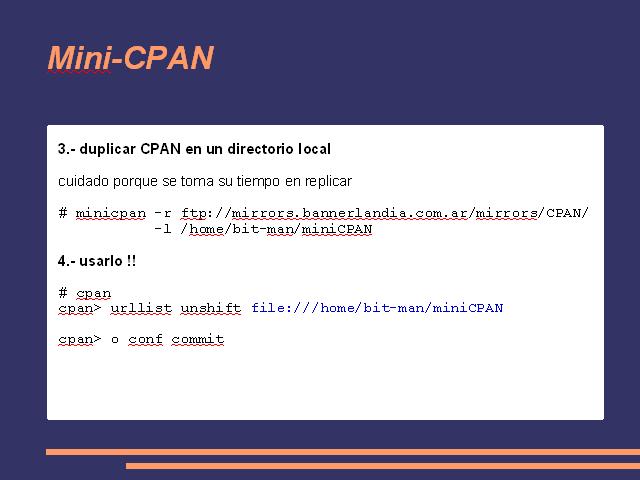 Mini-CPAN
3.- duplicar CPAN en un directorio local
cuidado porque se toma su tiempo en replicar
# minicpan -r ftp://mirrors.bannerlandia.com.ar/mirrors/CPAN/
-l /home/bit-man/miniCPAN
4.- usarlo !!
# cpan
cpan> urllist unshift file:///home/bit-man/miniCPAN
cpan> o conf commit